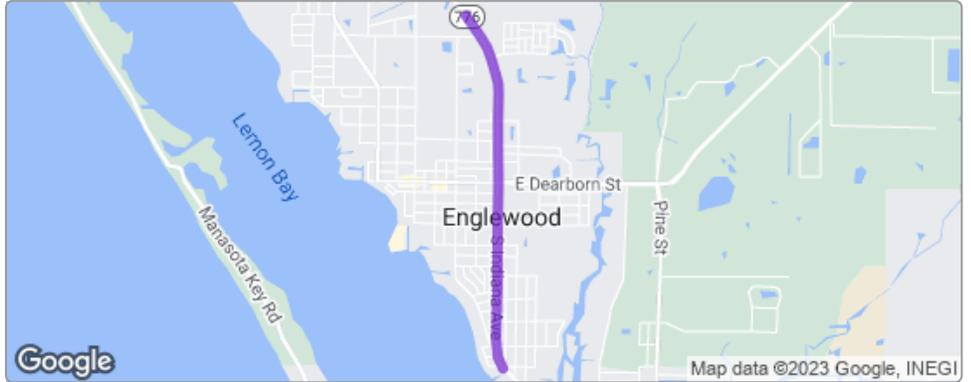 776
Lemon Bay
E Dearborn St
Englewood
Pine St
Manasota Key Rd
S Indiana Ave
Google
Map data ©2023 Google, INEGI